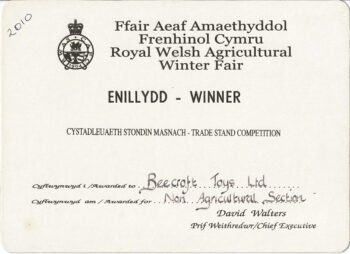 2010
Ffair Aeaf Amaethyddol
Frenhinol Cymru
Royal Welsh Agricultural
Winter Fair
ENILLYDD - WINNER
CYSTADLEUAETH STONDIN MASNACH - TRADE STAND COMPETITION
Cyflwynwyd i / Awarded to Beecroft Toys Ltd
Cyflwynwyd am / Awarded for Non Agricultural Section
David Walters
Prif Weithredwr/Chief Executive